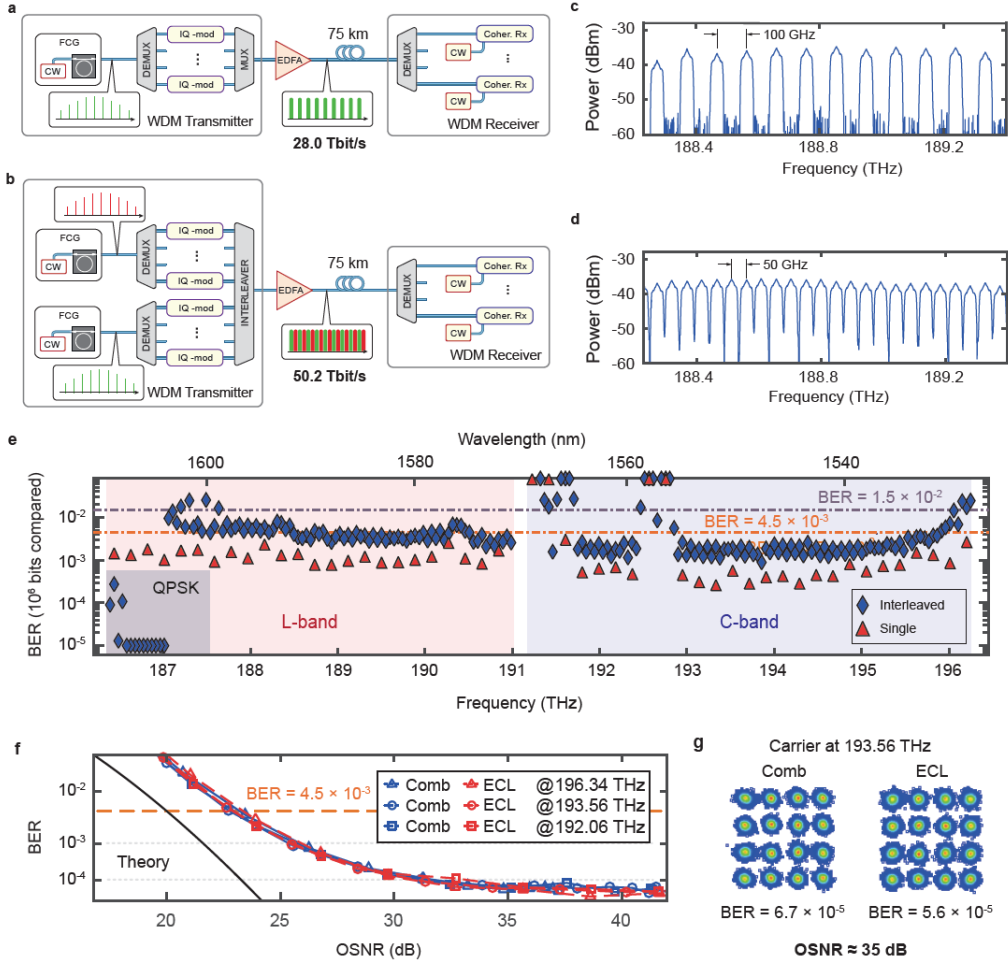 a
FCG
CW
DEMUX
IQ -mod
IQ -mod
MUX
WDM Transmitter
EDFA
75 km
28.0 Tbit/s
DEMUX
Coher. Rx
CW
Coher. Rx
CW
WDM Receiver
b
FCG
CW
DEMUX
IQ -mod
IQ -mod
FCG
CW
DEMUX
IQ -mod
IQ -mod
INTERLEAVER
WDM Transmitter
EDFA
75 km
50.2 Tbit/s
DEMUX
Coher. Rx
CW
Coher. Rx
CW
WDM Receiver
c
Power (dBm)
-30
-40
-50
-60
100 GHz
188.4 188.8 189.2
Frequency (THz)
d
Power (dBm)
-30
-40
-50
-60
50 GHz
188.4 188.8 189.2
Frequency (THz)
e
Wavelength (nm)
1600 1580 1560 1540
BER (10⁶ bits compared)
10⁻²
10⁻³
10⁻⁴
10⁻⁵
BER = 1.5 × 10⁻²
BER = 4.5 × 10⁻³
QPSK
L-band
C-band
Interleaved
Single
187 188 189 190 191 192 193 194 195 196
Frequency (THz)
f
BER
10⁻²
10⁻³
10⁻⁴
BER = 4.5 × 10⁻³
Theory
Comb ECL @196.34 THz
Comb ECL @193.56 THz
Comb ECL @192.06 THz
20 25 30 35 40
OSNR (dB)
g
Carrier at 193.56 THz
Comb ECL
BER = 6.7 × 10⁻⁵ BER = 5.6 × 10⁻⁵
OSNR ≈ 35 dB